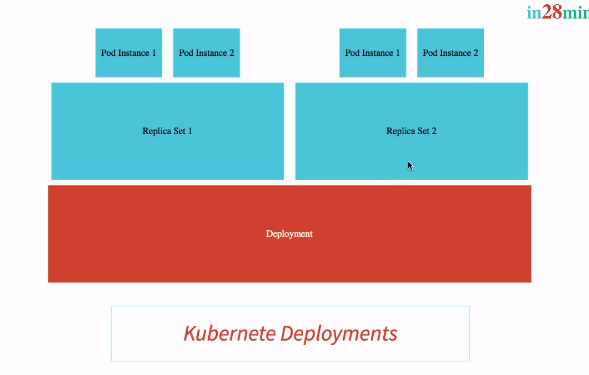 in28min
Pod Instance 1 Pod Instance 2 Pod Instance 1 Pod Instance 2
Replica Set 1 Replica Set 2
Deployment
Kubernete Deployments